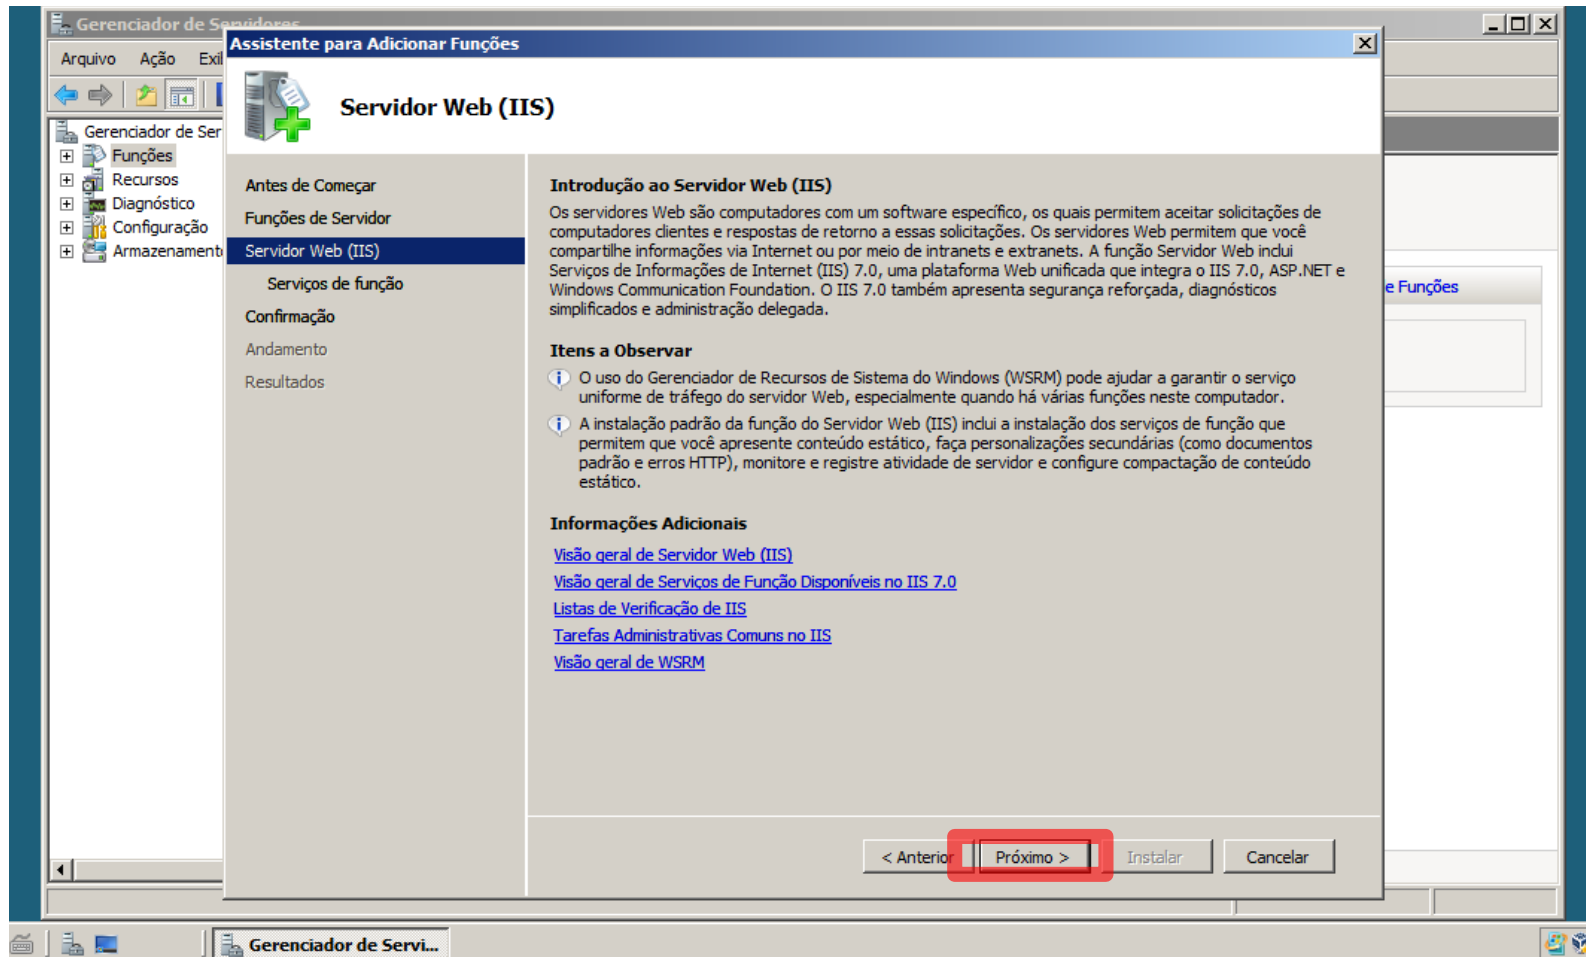 Gerenciador de Servidores
Assistente para Adicionar Funções
Arquivo Ação Exi
Servidor Web (IIS)
Gerenciador de Ser
Funções
Recursos
Diagnóstico
Configuração
Armazenament
Antes de Começar
Funções de Servidor
Servidor Web (IIS)
Serviços de função
Confirmação
Andamento
Resultados
Introdução ao Servidor Web (IIS)
Os servidores Web são computadores com um software específico, os quais permitem aceitar solicitações de
computadores clientes e respostas de retorno a essas solicitações. Os servidores Web permitem que você
compartilhe informações via Internet ou por meio de intranets e extranets. A função Servidor Web inclui
Serviços de Informações de Internet (IIS) 7.0, uma plataforma Web unificada que integra o IIS 7.0, ASP.NET e
Windows Communication Foundation. O IIS 7.0 também apresenta segurança reforçada, diagnósticos
simplificados e administração delegada.
Itens a Observar
O uso do Gerenciador de Recursos de Sistema do Windows (WSRM) pode ajudar a garantir o serviço
uniforme de tráfego do servidor Web, especialmente quando há várias funções neste computador.
A instalação padrão da função do Servidor Web (IIS) inclui a instalação dos serviços de função que
permitem que você apresente conteúdo estático, faça personalizações secundárias (como documentos
padrão e erros HTTP), monitore e registre atividade de servidor e configure compactação de conteúdo
estático.
Informações Adicionais
Visão geral de Servidor Web (IIS)
Visão geral de Serviços de Função Disponíveis no IIS 7.0
Listas de Verificação de IIS
Tarefas Administrativas Comuns no IIS
Visão geral de WSRM
e Funções
< Anterior Próximo > Instalar Cancelar
Gerenciador de Servi...